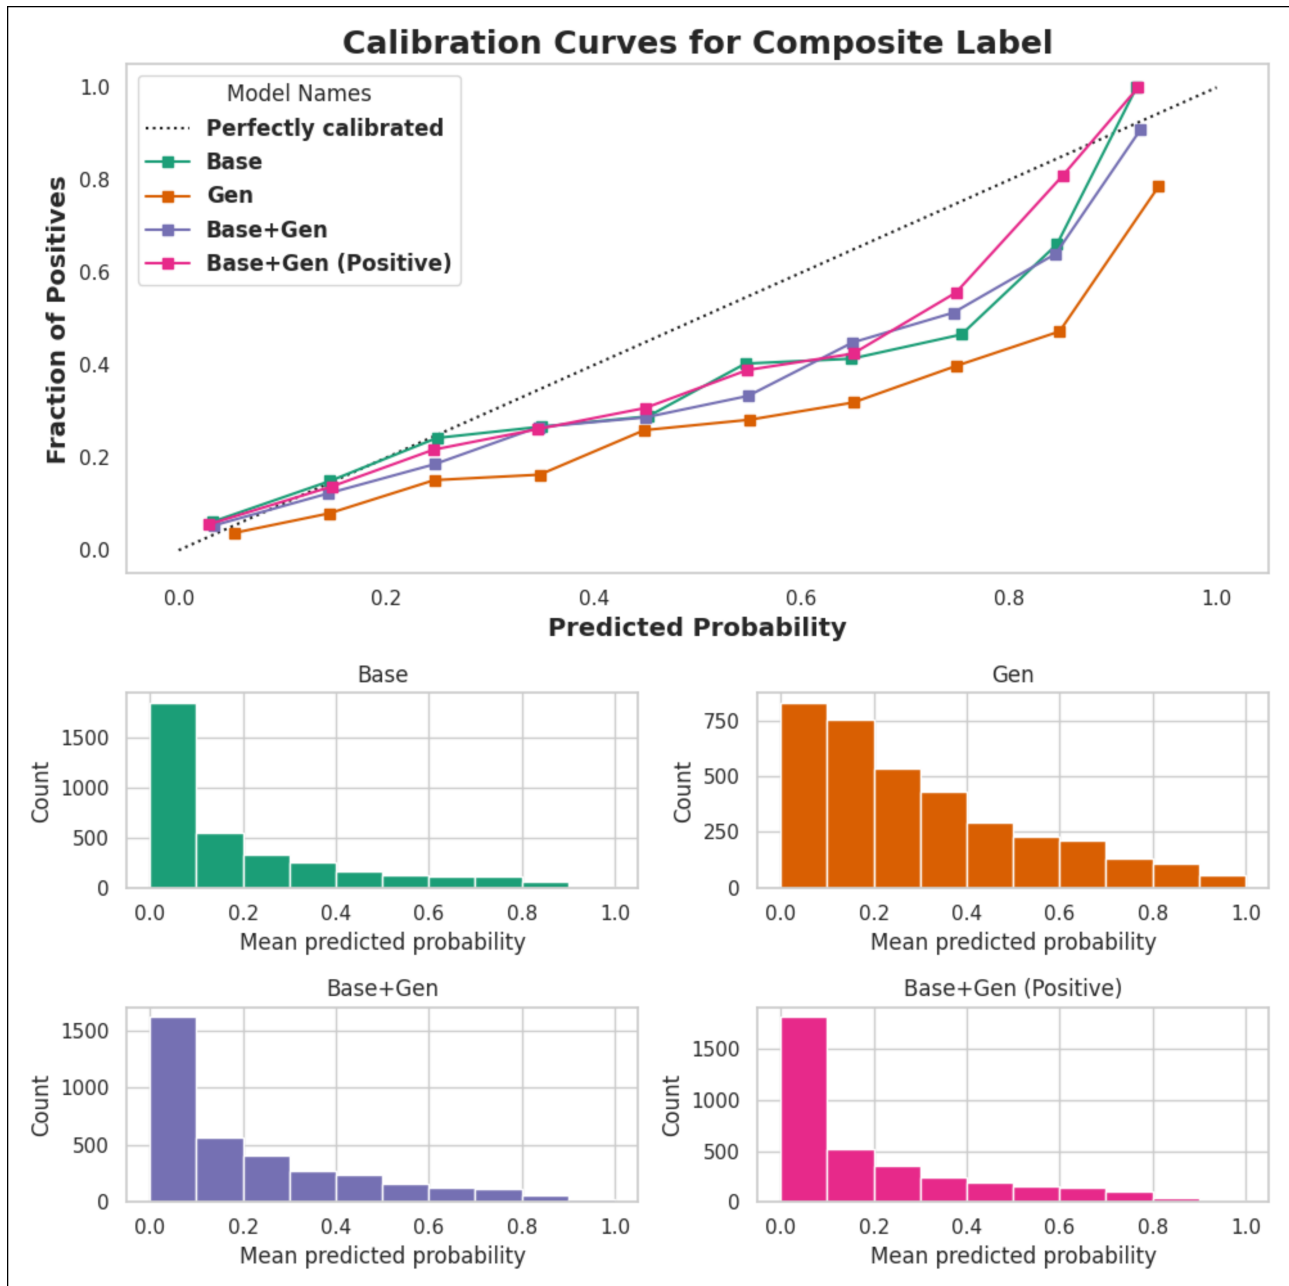 Calibration Curves for Composite Label
Fraction of Positives
1.0
0.8
0.6
0.4
0.2
0.0
Model Names
Perfectly calibrated
Base
Gen
Base+Gen
Base+Gen (Positive)
0.0 0.2 0.4 0.6 0.8 1.0
Predicted Probability
Base
Count
1500
1000
500
0
0.0 0.2 0.4 0.6 0.8 1.0
Mean predicted probability
Gen
Count
750
500
250
0
0.0 0.2 0.4 0.6 0.8 1.0
Mean predicted probability
Base+Gen
Count
1500
1000
500
0
0.0 0.2 0.4 0.6 0.8 1.0
Mean predicted probability
Base+Gen (Positive)
Count
1500
1000
500
0
0.0 0.2 0.4 0.6 0.8 1.0
Mean predicted probability